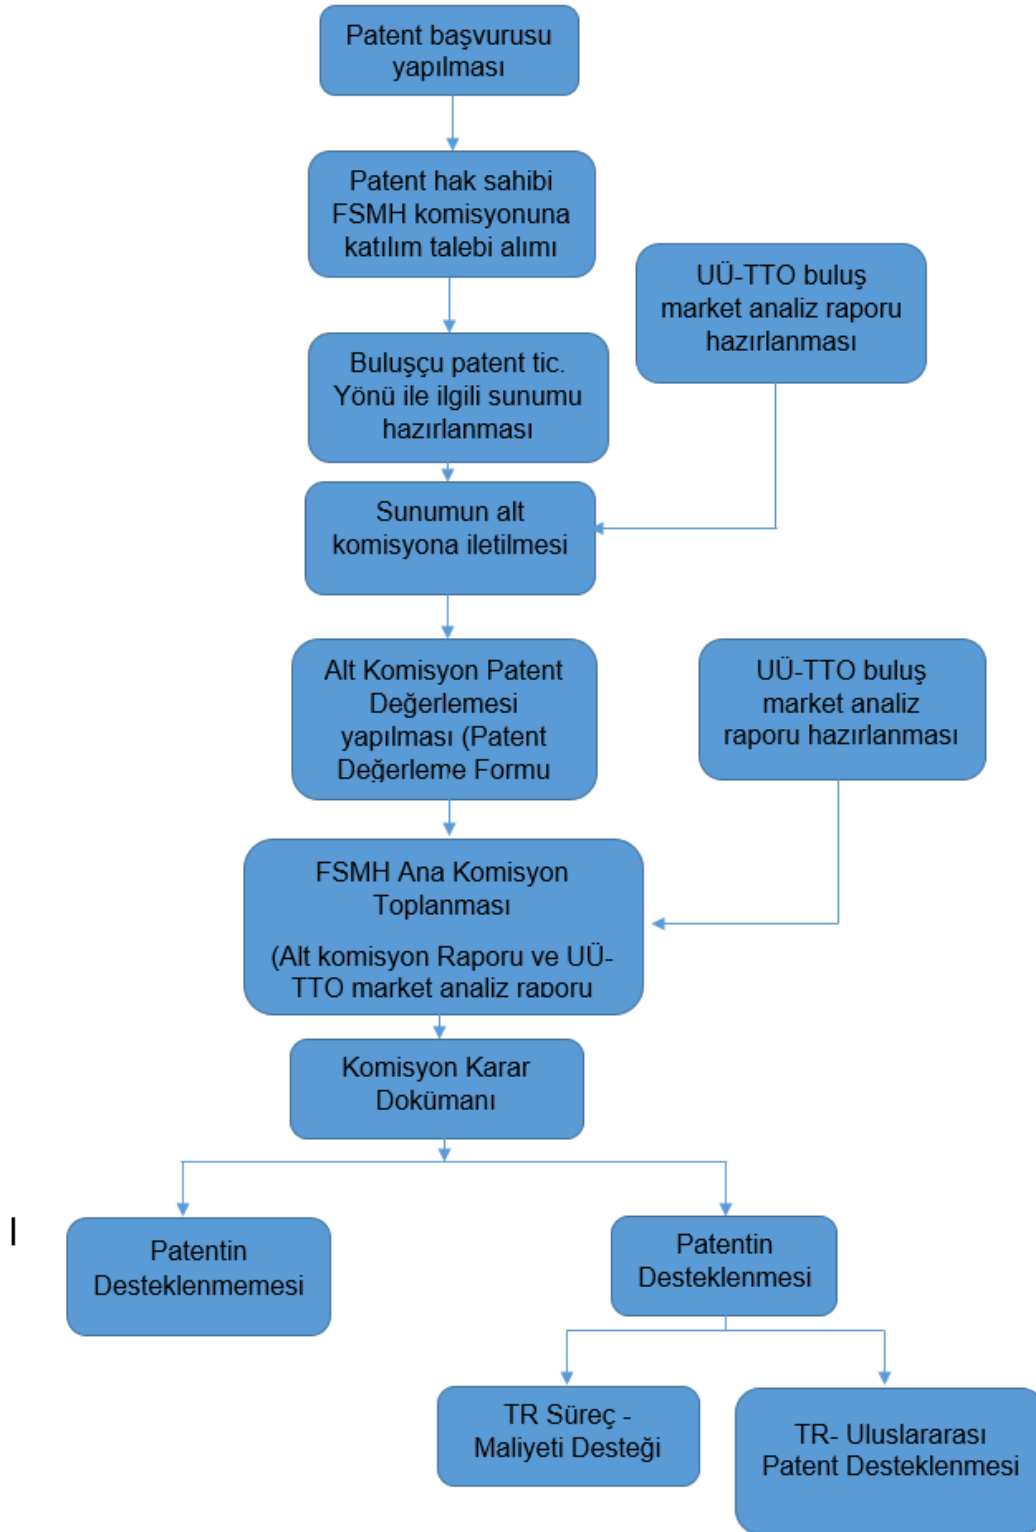 Patent başvurusu
yapılması
Patent hak sahibi
FSMH komisyonuna
katılım talebi alımı
UÜ-TTO buluş
market analiz raporu
hazırlanması
Buluşçu patent tic.
Yönü ile ilgili sunumu
hazırlanması
Sunumun alt
komisyona iletilmesi
Alt Komisyon Patent
Değerlemesi
yapılması (Patent
Değerleme Formu
UÜ-TTO buluş
market analiz
raporu hazırlanması
FSMH Ana Komisyon
Toplanması
(Alt komisyon Raporu ve UÜ-
TTO market analiz raporu
Komisyon Karar
Dokümanı
Patentin
Desteklenmemesi
Patentin
Desteklenmesi
TR Süreç -
Maliyeti Desteği
TR- Uluslararası
Patent Desteklenmesi